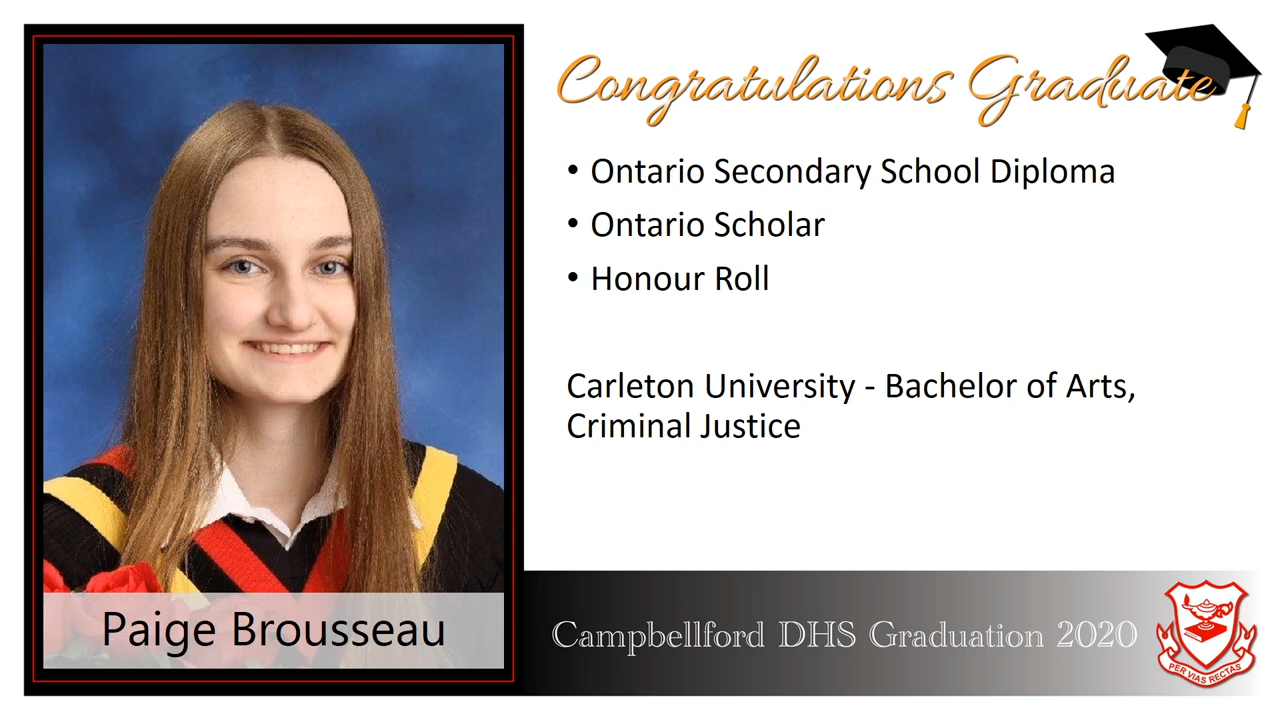 Congratulations Graduate
• Ontario Secondary School Diploma
• Ontario Scholar
• Honour Roll
Carleton University - Bachelor of Arts,
Criminal Justice
Paige Brousseau
Campbellford DHS Graduation 2020
PER VIAS RECTAS